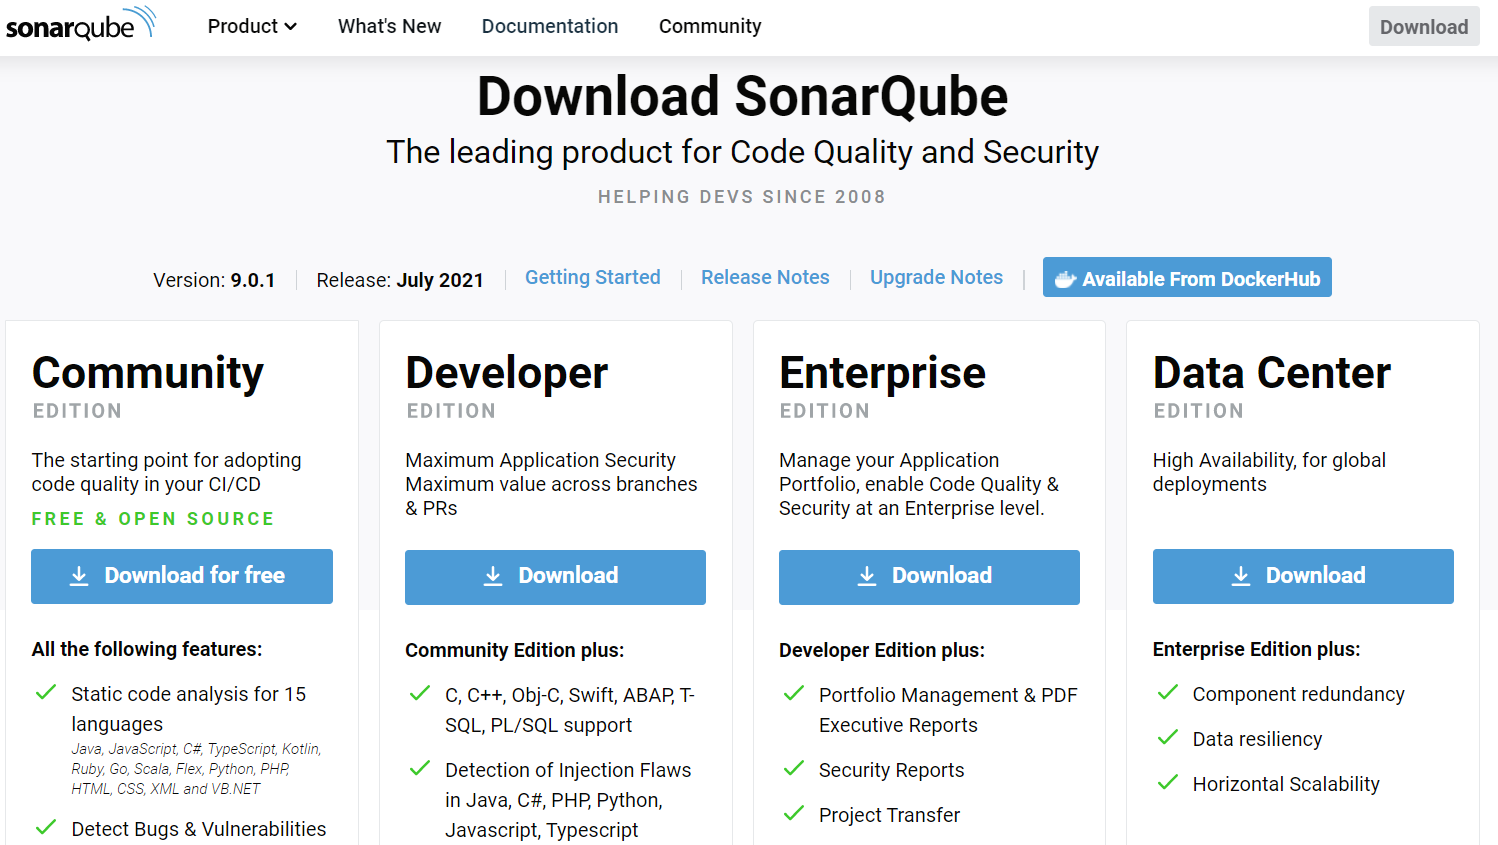 sonarqube
Product
What's New
Documentation
Community
Download
Download SonarQube
The leading product for Code Quality and Security
HELPING DEVS SINCE 2008
Version: 9.0.1
Release: July 2021
Getting Started
Release Notes
Upgrade Notes
Available From DockerHub
Community
EDITION
The starting point for adopting
code quality in your CI/CD
FREE & OPEN SOURCE
Download for free
All the following features:
Static code analysis for 15
languages
Java, JavaScript, C#, TypeScript, Kotlin,
Ruby, Go, Scala, Flex, Python, PHP,
HTML, CSS, XML and VB.NET
Detect Bugs & Vulnerabilities
Developer
EDITION
Maximum Application Security
Maximum value across branches
& PRs
Download
Community Edition plus:
C, C++, Obj-C, Swift, ABAP, T-
SQL, PL/SQL support
Detection of Injection Flaws
in Java, C#, PHP, Python,
Javascript, Typescript
Enterprise
EDITION
Manage your Application
Portfolio, enable Code Quality &
Security at an Enterprise level.
Download
Developer Edition plus:
Portfolio Management & PDF
Executive Reports
Security Reports
Project Transfer
Data Center
EDITION
High Availability, for global
deployments
Download
Enterprise Edition plus:
Component redundancy
Data resiliency
Horizontal Scalability